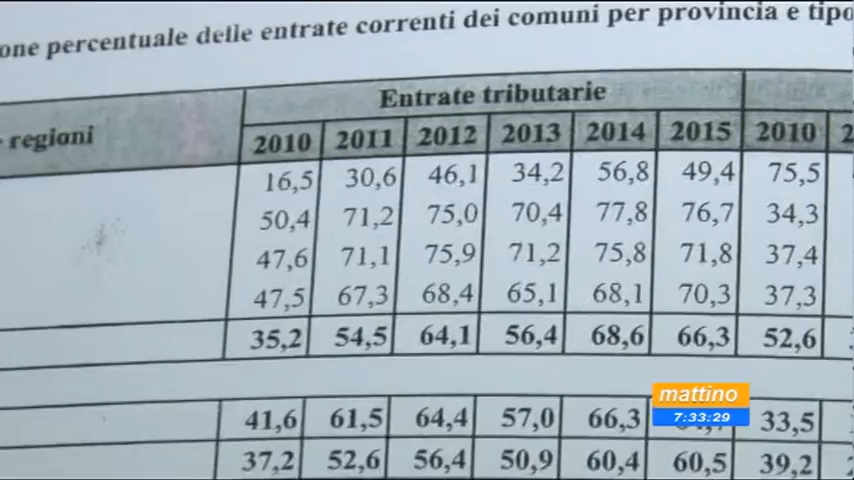 one percentuale delle entrate correnti dei comuni per provincia e tipo
Entrate tributarie
regioni 2010 2011 2012 2013 2014 2015 2010 2
16,5 30,6 46,1 34,2 56,8 49,4 75,5
50,4 71,2 75,0 70,4 77,8 76,7 34,3
47,6 71,1 75,9 71,2 75,8 71,8 37,4
47,5 67,3 68,4 65,1 68,1 70,3 37,3
35,2 54,5 64,1 56,4 68,6 66,3 52,6
41,6 61,5 64,4 57,0 66,3 33,5
37,2 52,6 56,4 50,9 60,4 60,5 39,2
mattino
7:33:29